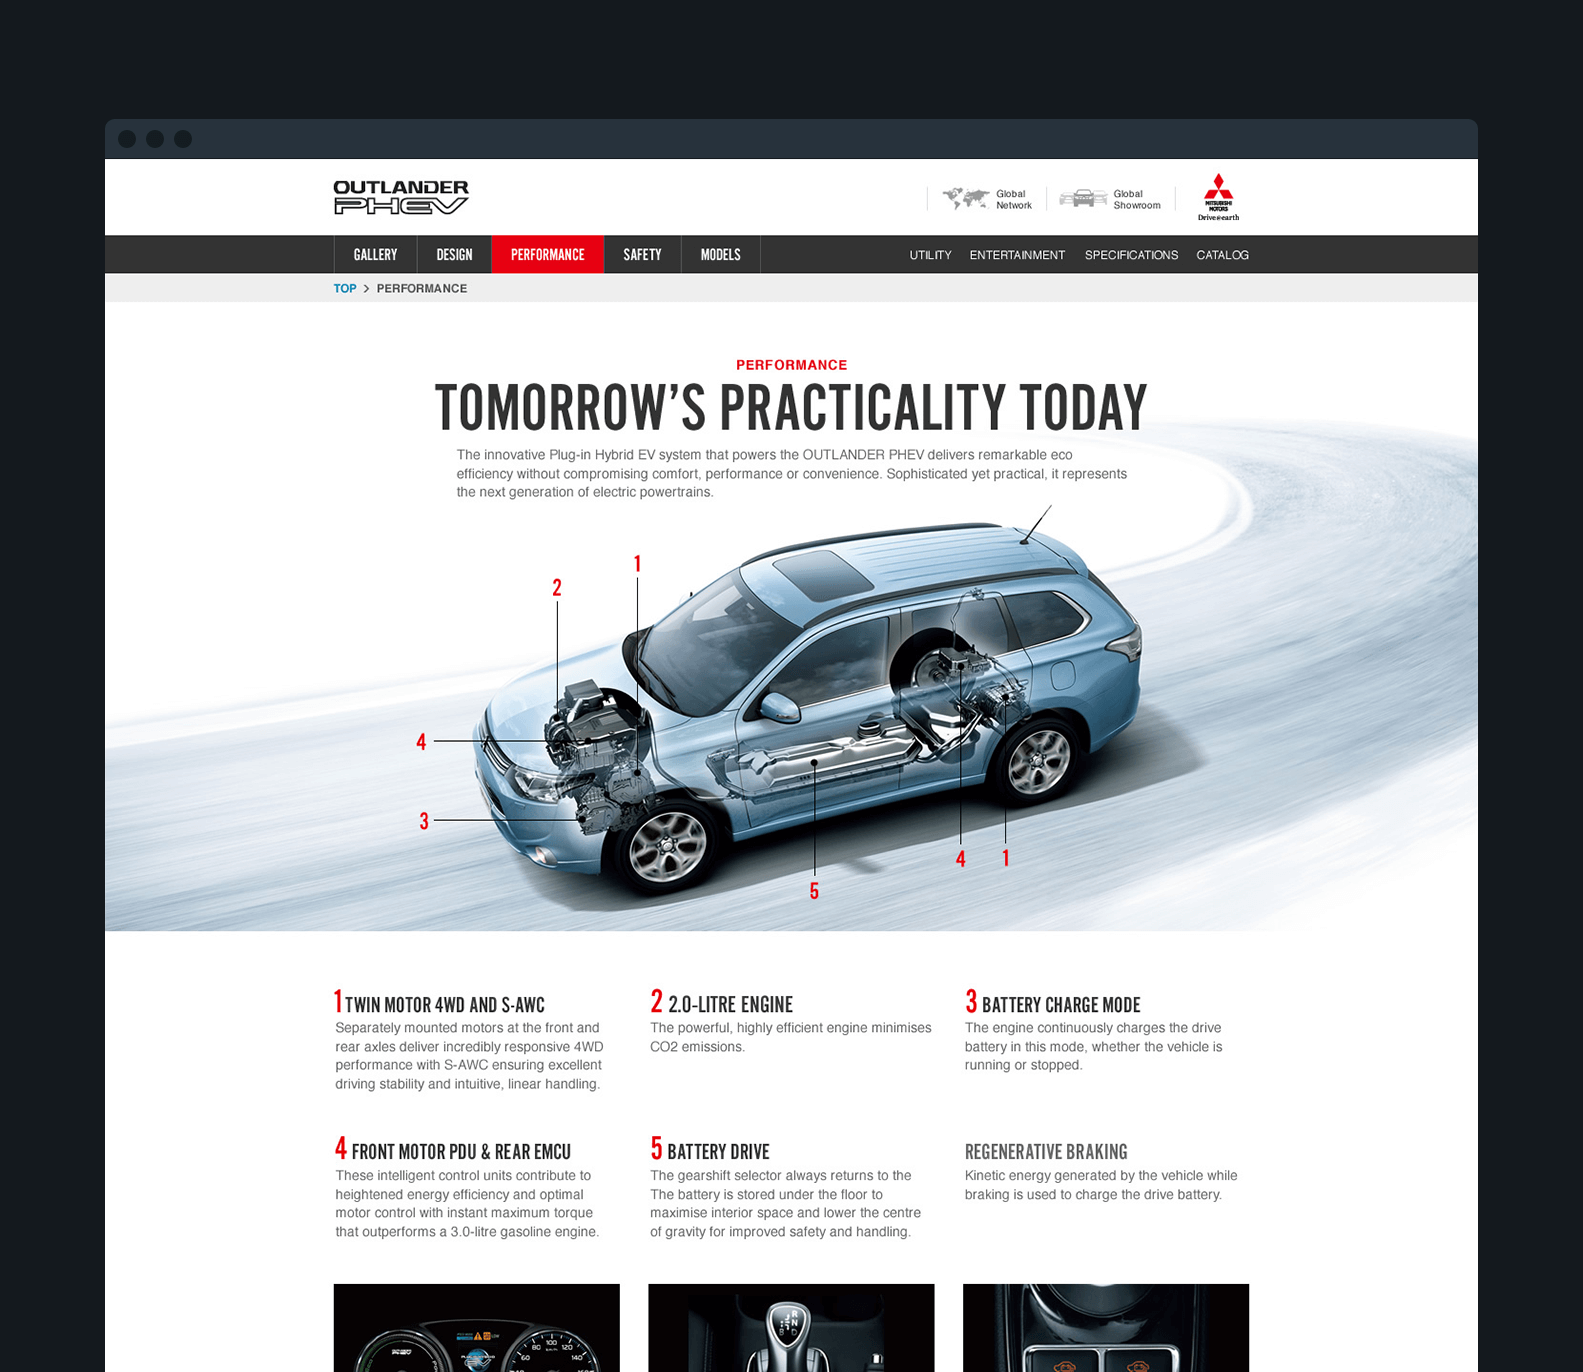 OUTLANDER
PHEV
Global
Network
Global
Showroom
MITSUBISHI
MOTORS
Drive@earth
GALLERY DESIGN PERFORMANCE SAFETY MODELS UTILITY ENTERTAINMENT SPECIFICATIONS CATALOG
TOP > PERFORMANCE
PERFORMANCE
TOMORROW’S PRACTICALITY TODAY
The innovative Plug-in Hybrid EV system that powers the OUTLANDER PHEV delivers remarkable eco
efficiency without compromising comfort, performance or convenience. Sophisticated yet practical, it represents
the next generation of electric powertrains.
1
2
4
3
4 1
5
1 TWIN MOTOR 4WD AND S-AWC
Separately mounted motors at the front and
rear axles deliver incredibly responsive 4WD
performance with S-AWC ensuring excellent
driving stability and intuitive, linear handling.
2 2.0-LITRE ENGINE
The powerful, highly efficient engine minimises
CO2 emissions.
3 BATTERY CHARGE MODE
The engine continuously charges the drive
battery in this mode, whether the vehicle is
running or stopped.
4 FRONT MOTOR PDU & REAR EMCU
These intelligent control units contribute to
heightened energy efficiency and optimal
motor control with instant maximum torque
that outperforms a 3.0-litre gasoline engine.
5 BATTERY DRIVE
The gearshift selector always returns to the
The battery is stored under the floor to
maximise interior space and lower the centre
of gravity for improved safety and handling.
REGENERATIVE BRAKING
Kinetic energy generated by the vehicle while
braking is used to charge the drive battery.
60 80 100 120 140
R
N
B D